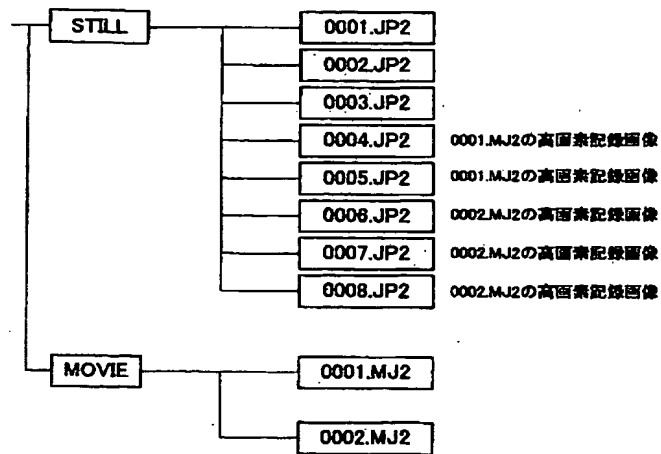 STILL
0001.JP2
0002.JP2
0003.JP2
0004.JP2 0001.MJ2の高画素記録画像
0005.JP2 0001.MJ2の高画素記録画像
0006.JP2 0002.MJ2の高画素記録画像
0007.JP2 0002.MJ2の高画素記録画像
0008.JP2 0002.MJ2の高画素記録画像
MOVIE
0001.MJ2
0002.MJ2